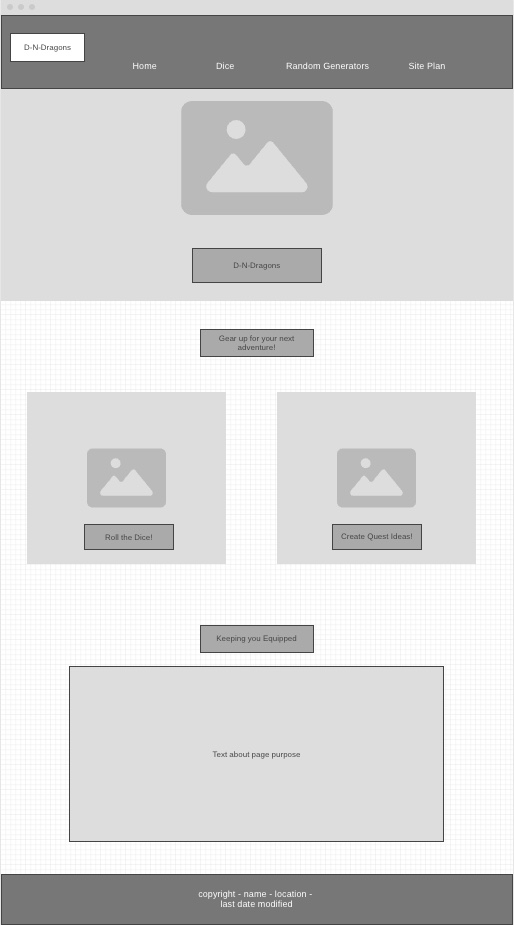 D-N-Dragons
Home Dice Random Generators Site Plan
D-N-Dragons
Gear up for your next
adventure!
Roll the Dice!
Create Quest Ideas!
Keeping you Equipped
Text about page purpose
copyright - name - location -
last date modified